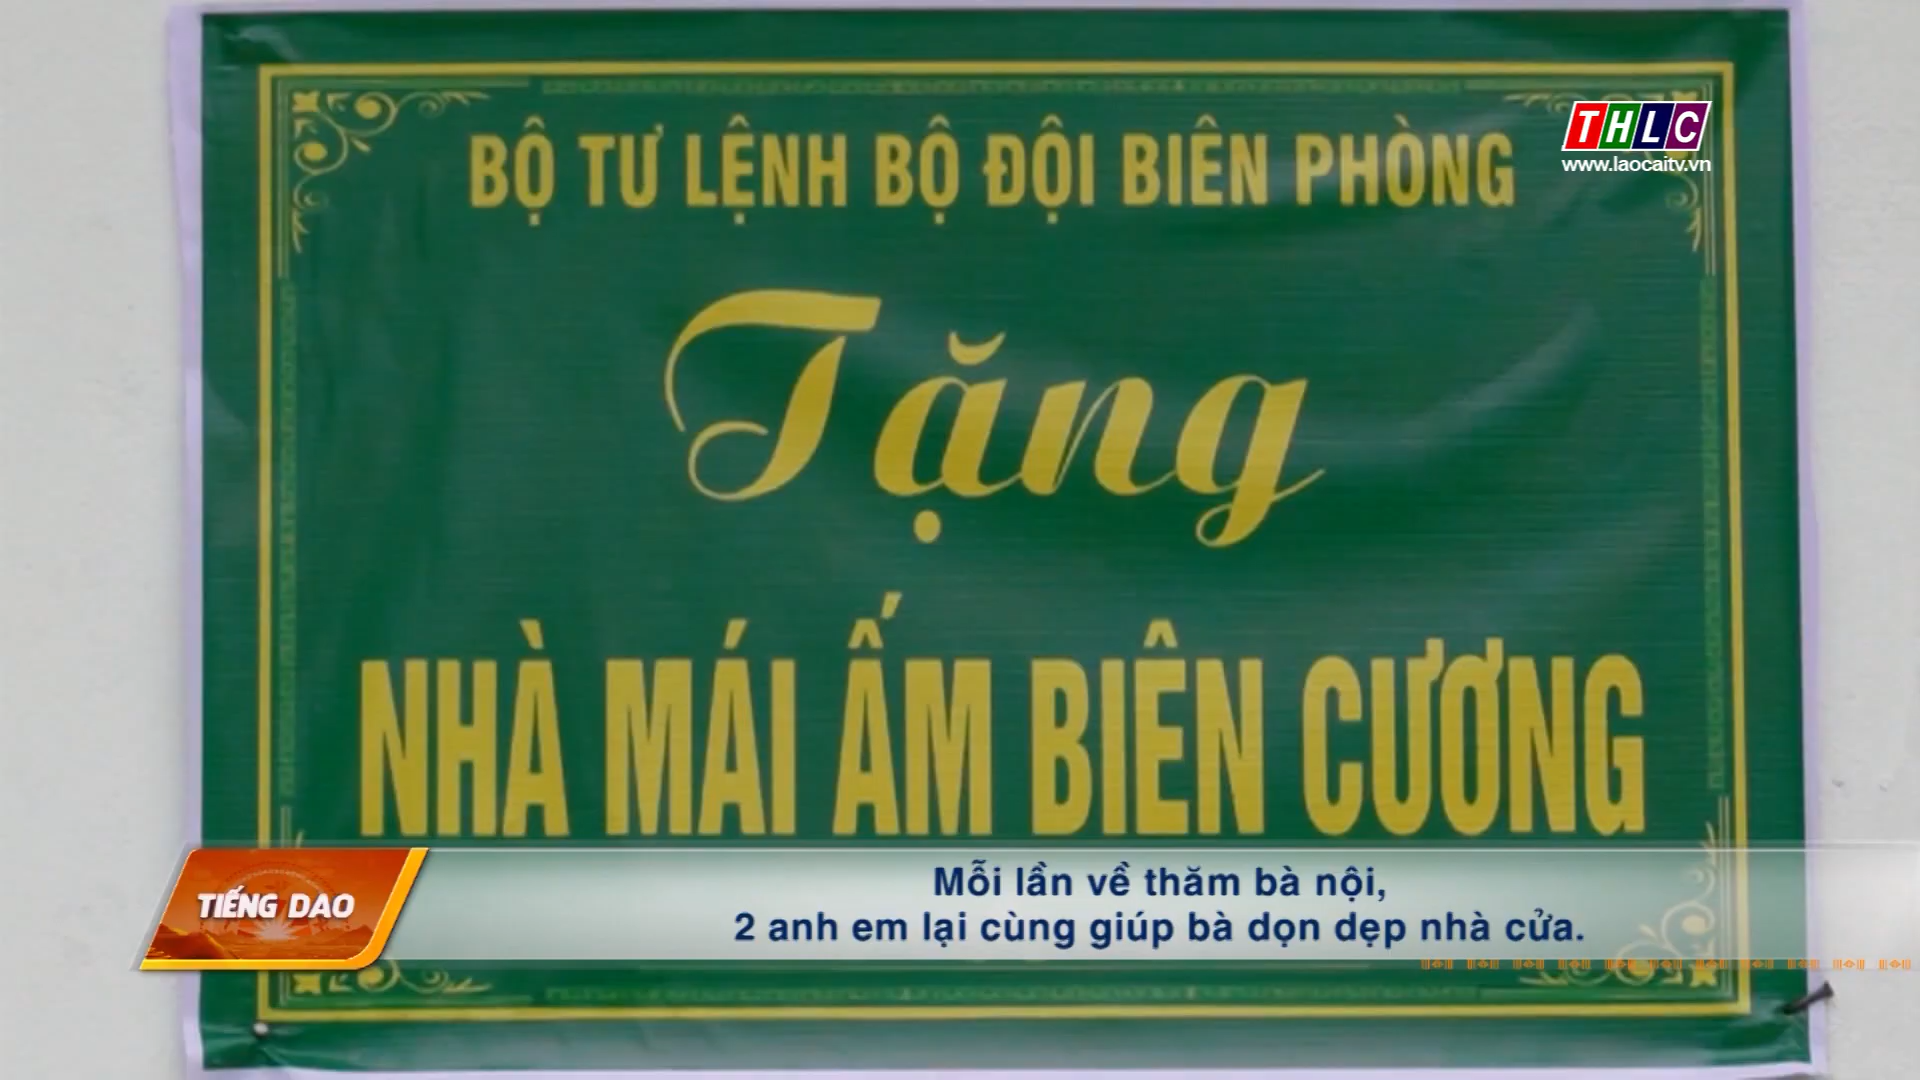 THLC
www.laocaitv.vn
BỘ TƯ LỆNH BỘ ĐỘI BIÊN PHÒNG
Tặng
NHÀ MÁI ẤM BIÊN CƯƠNG
TIẾNG DAO
Mỗi lần về thăm bà nội,
2 anh em lại cùng giúp bà dọn dẹp nhà cửa.